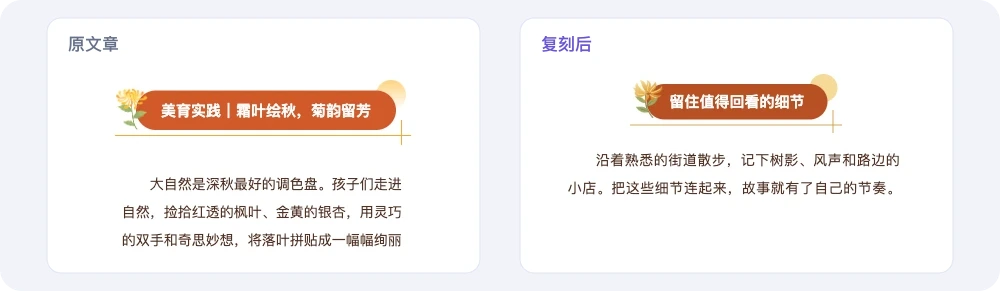 原文章
美育实践｜霜叶绘秋，菊韵留芳
大自然是深秋最好的调色盘。孩子们走进
自然，捡拾红透的枫叶、金黄的银杏，用灵巧
的双手和奇思妙想，将落叶拼贴成一幅幅绚丽
复刻后
留住值得回看的细节
沿着熟悉的街道散步，记下树影、风声和路边的
小店。把这些细节连起来，故事就有了自己的节奏。